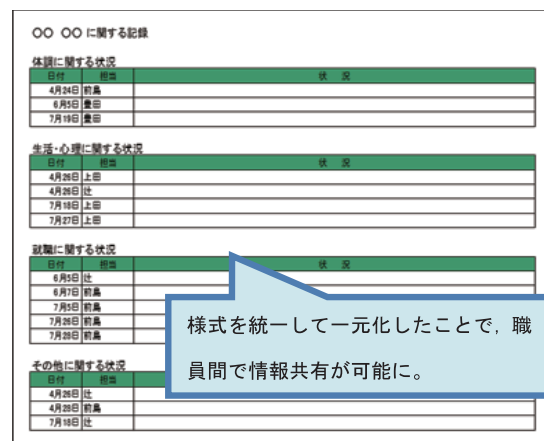 〇〇 〇〇 に関する記録
体調に関する状況
日付 担当 状 況
4月24日 前島
6月5日 豊田
7月19日 豊田
生活・心理に関する状況
日付 担当 状 況
4月26日 上田
4月26日 辻
7月18日 上田
7月27日 上田
就職に関する状況
日付 担当 状 況
6月5日 辻
6月7日 前島
7月5日 前島
7月26日 前島
7月28日 前島
様式を統一して一元化したことで，職
員間で情報共有が可能に。
その他に関する状況
日付 担当
4月26日 辻
4月28日 前島
7月18日 辻